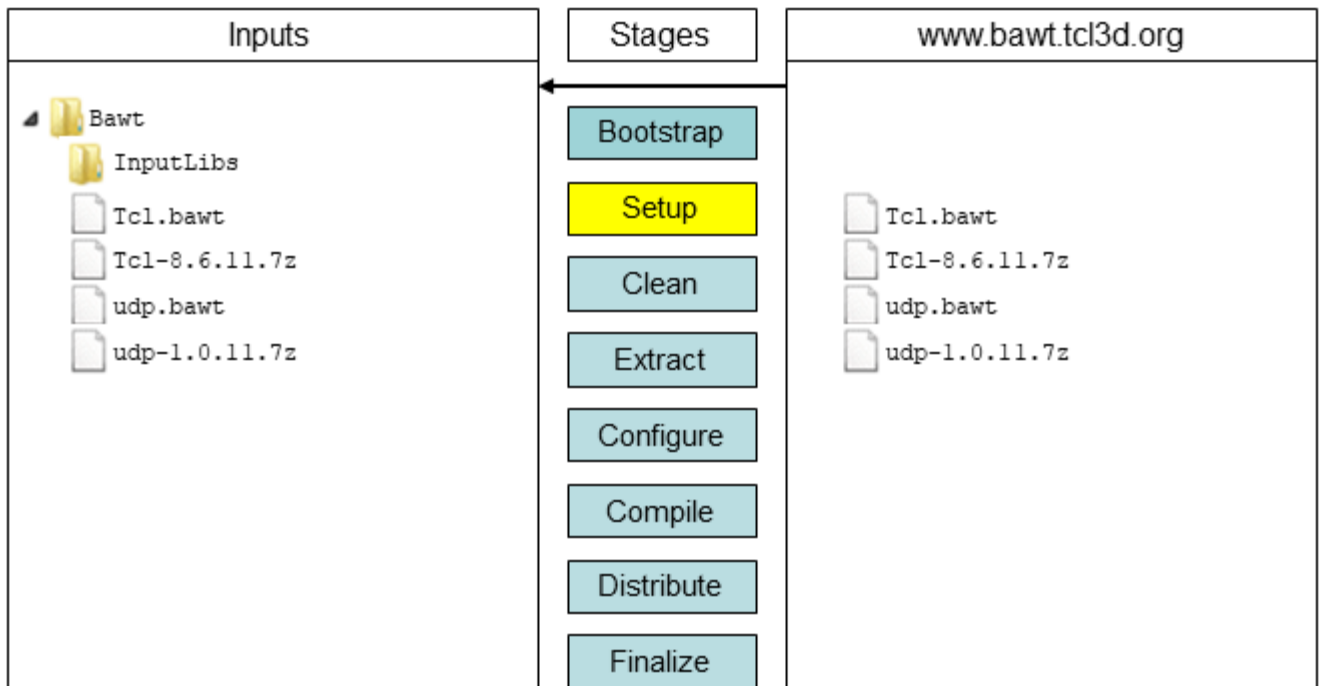 Inputs
Stages
www.bawt.tcl3d.org
Bawt
InputLibs
Tcl.bawt
Tcl-8.6.11.7z
udp.bawt
udp-1.0.11.7z
Bootstrap
Setup
Clean
Extract
Configure
Compile
Distribute
Finalize
Tcl.bawt
Tcl-8.6.11.7z
udp.bawt
udp-1.0.11.7z